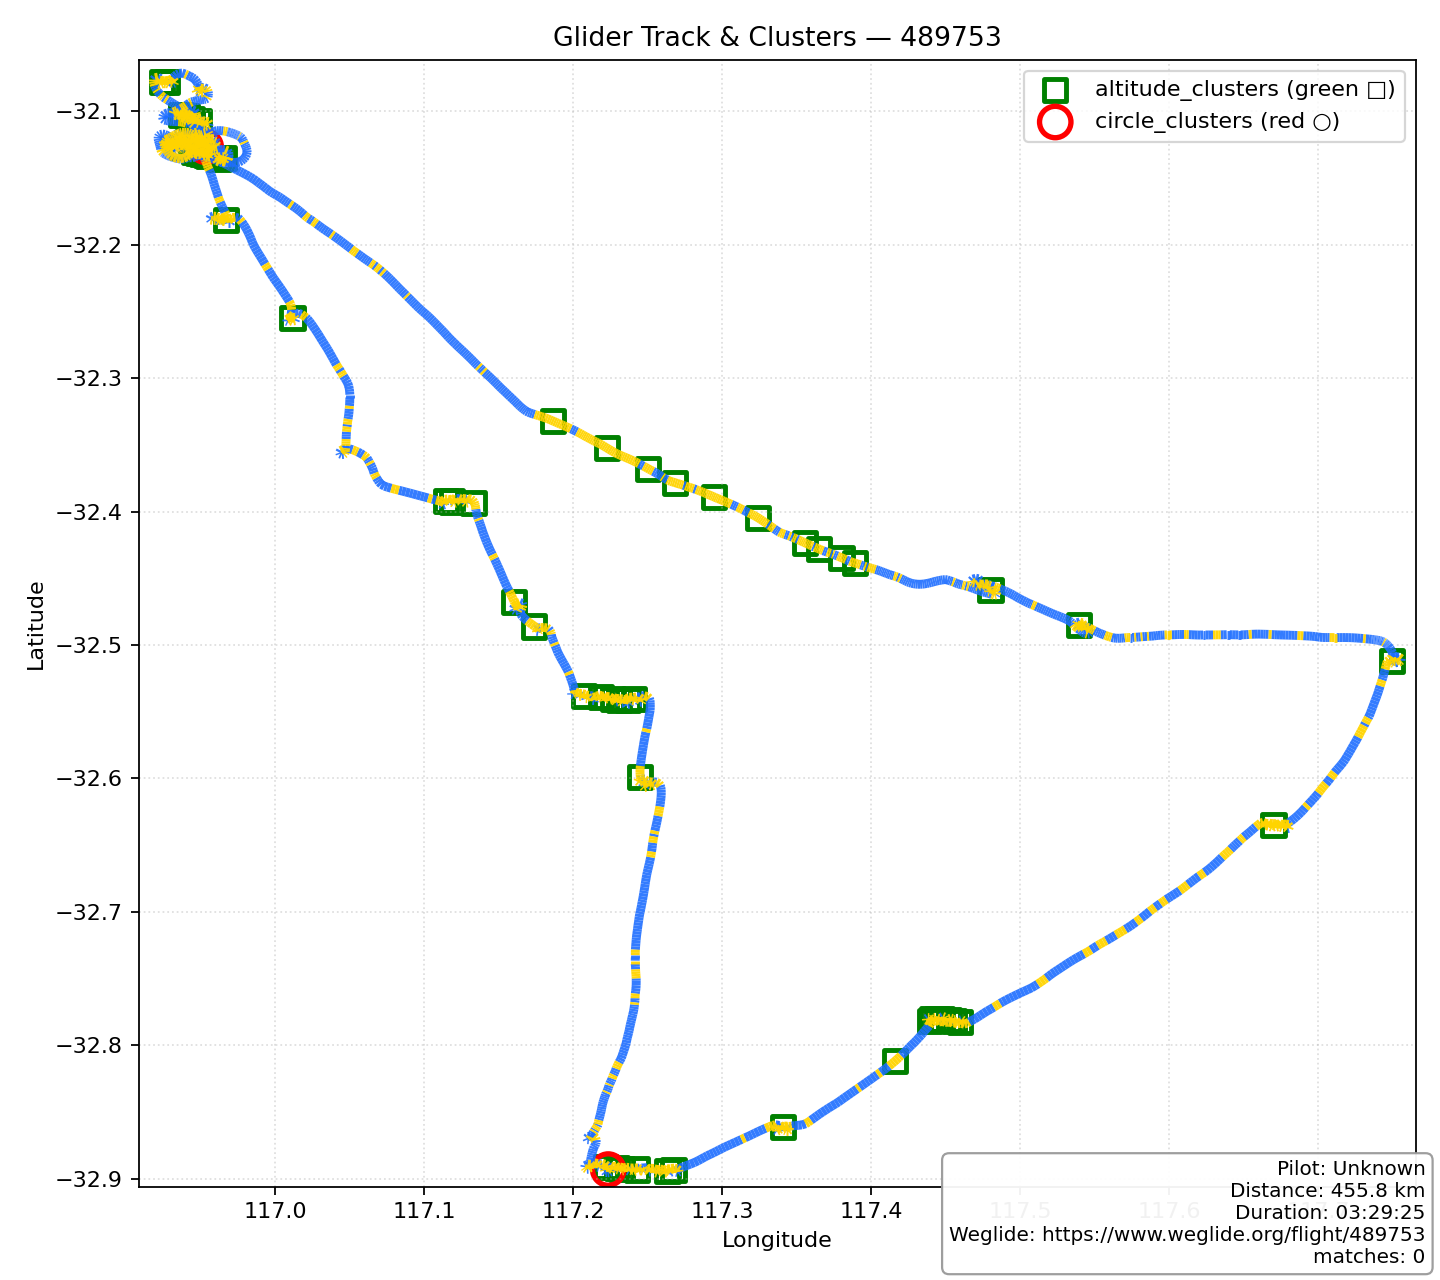 Glider Track & Clusters — 489753
altitude_clusters (green □)
circle_clusters (red ○)
Latitude
−32.1
−32.2
−32.3
−32.4
−32.5
−32.6
−32.7
−32.8
−32.9
117.0
117.1
117.2
117.3
117.4
117.5
117.6
Longitude
Pilot: Unknown
Distance: 455.8 km
Duration: 03:29:25
Weglide: https://www.weglide.org/flight/489753
matches: 0